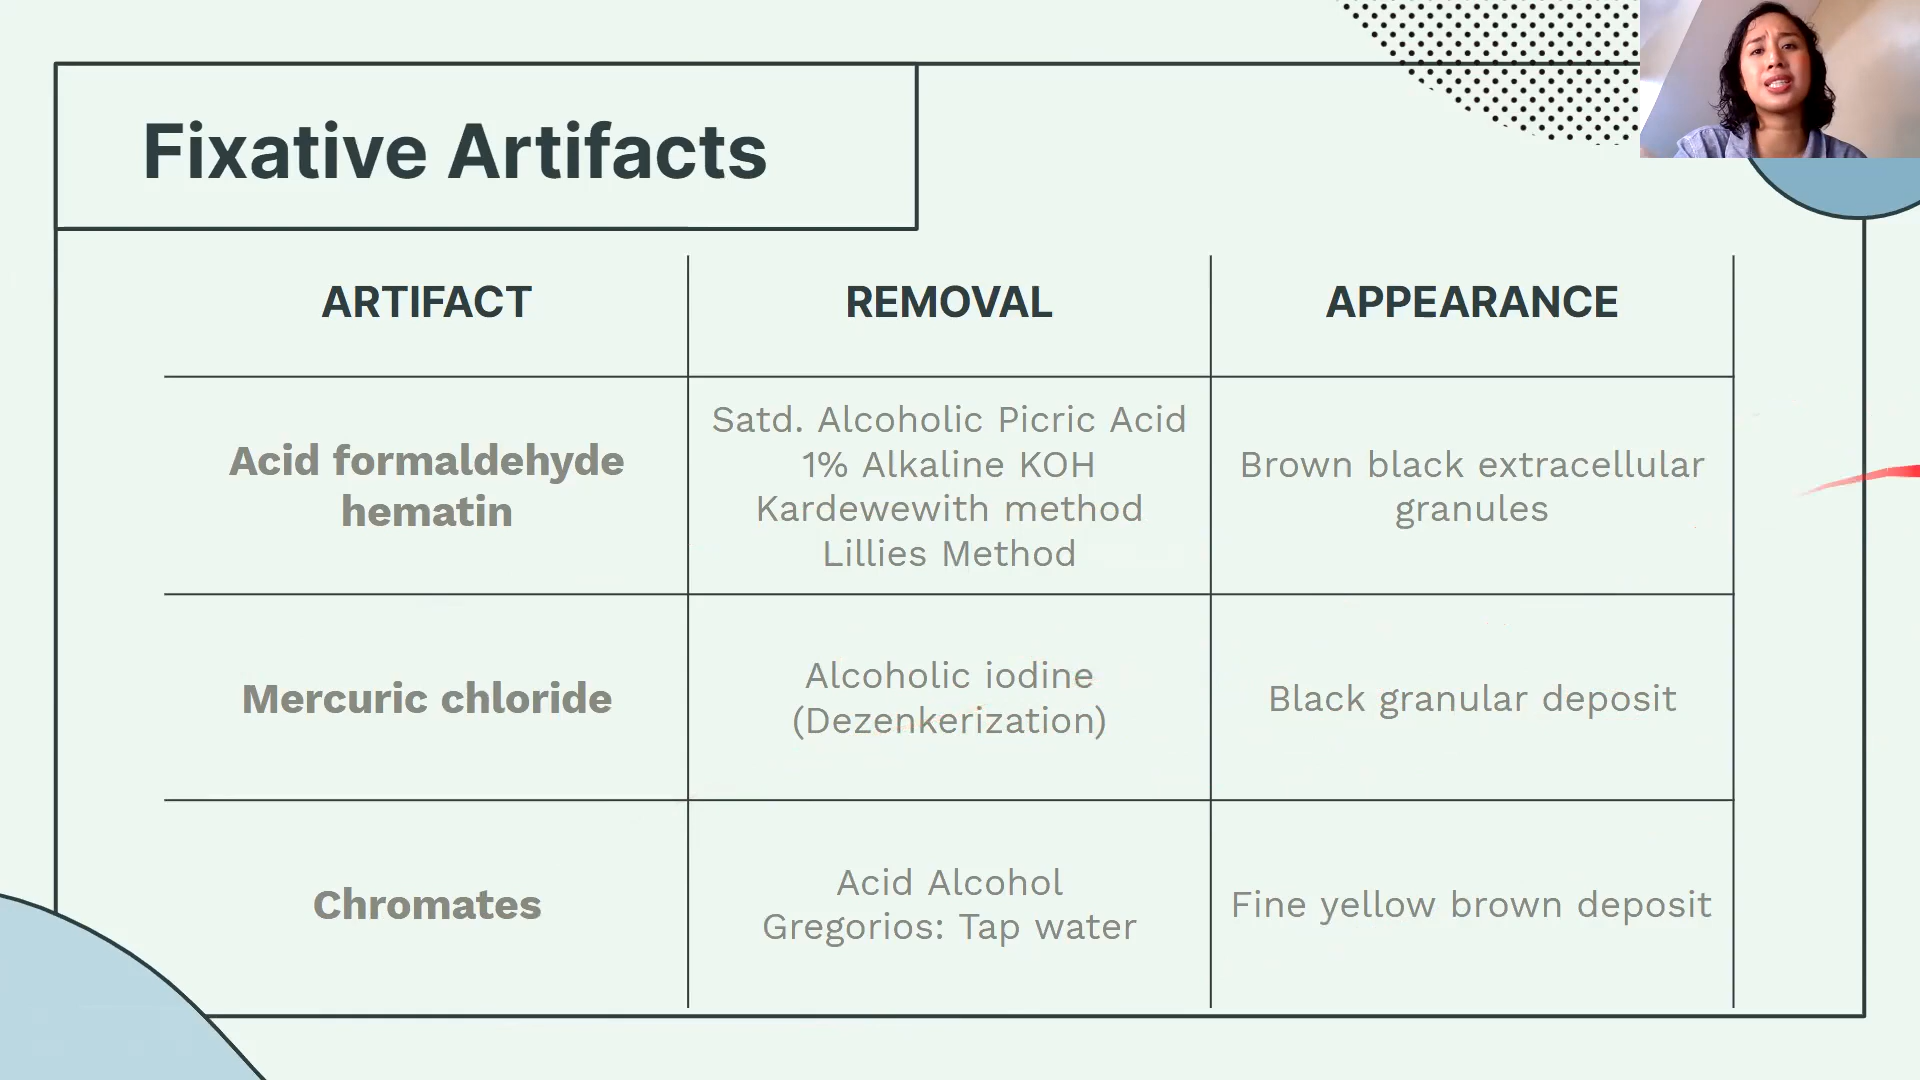 Fixative Artifacts
ARTIFACT
REMOVAL
APPEARANCE
Acid formaldehyde
hematin
Satd. Alcoholic Picric Acid
1% Alkaline KOH
Kardewewith method
Lillies Method
Brown black extracellular
granules
Mercuric chloride
Alcoholic iodine
(Dezenkerization)
Black granular deposit
Chromates
Acid Alcohol
Gregorios: Tap water
Fine yellow brown deposit